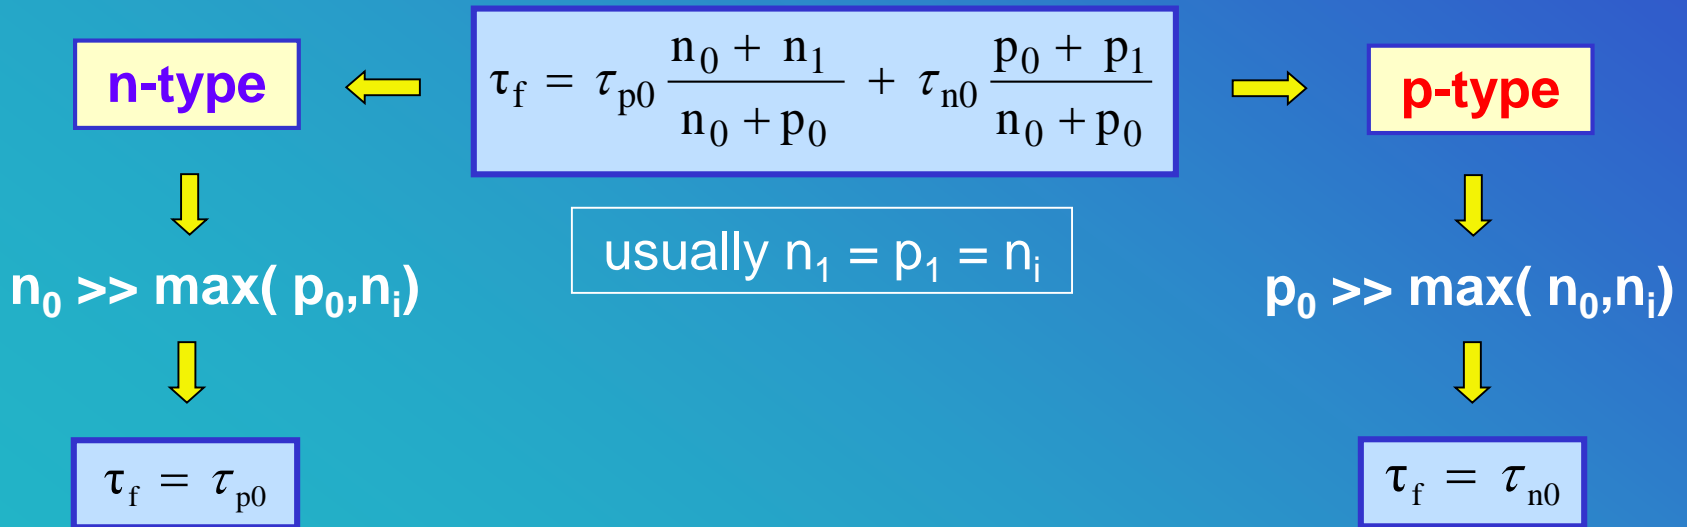 n-type
τf = τp0 (n0 + n1)/(n0 + p0) + τn0 (p0 + p1)/(n0 + p0)
p-type
usually n1 = p1 = ni
n0 >> max( p0,ni)
p0 >> max( n0,ni)
τf = τp0
τf = τn0